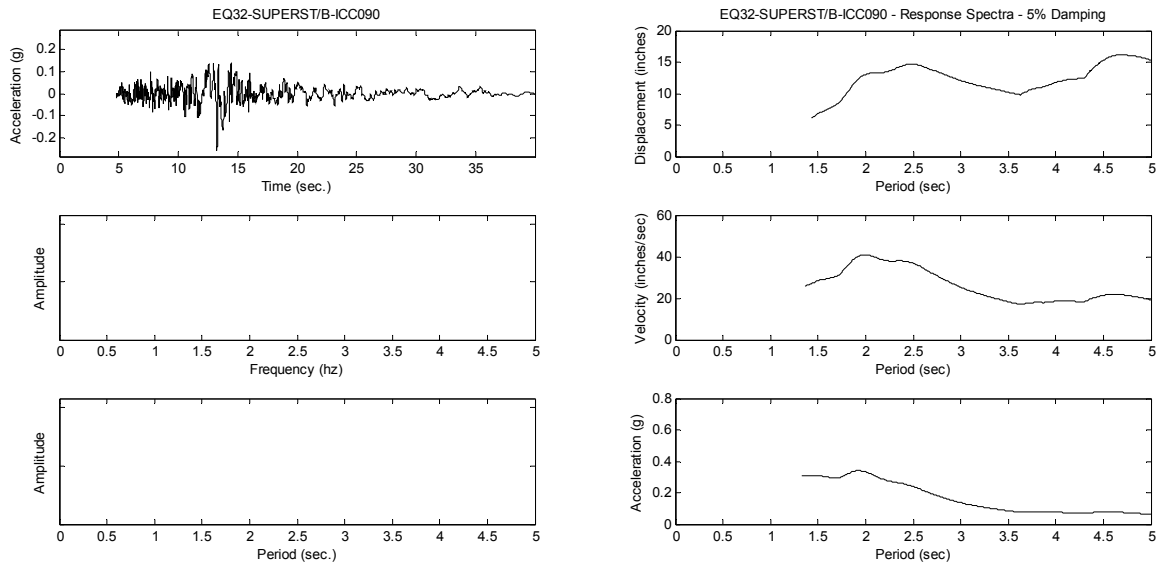 EQ32-SUPERST/B-ICC090
Acceleration (g)
0.2
0.1
0
-0.1
-0.2
0 5 10 15 20 25 30 35
Time (sec.)
Amplitude
0 0.5 1 1.5 2 2.5 3 3.5 4 4.5 5
Frequency (hz)
Amplitude
0 0.5 1 1.5 2 2.5 3 3.5 4 4.5 5
Period (sec.)
EQ32-SUPERST/B-ICC090 - Response Spectra - 5% Damping
Displacement (inches)
20
15
10
5
0
0 0.5 1 1.5 2 2.5 3 3.5 4 4.5 5
Period (sec)
Velocity (inches/sec)
60
40
20
0
0 0.5 1 1.5 2 2.5 3 3.5 4 4.5 5
Period (sec)
Acceleration (g)
0.8
0.6
0.4
0.2
0
0 0.5 1 1.5 2 2.5 3 3.5 4 4.5 5
Period (sec)